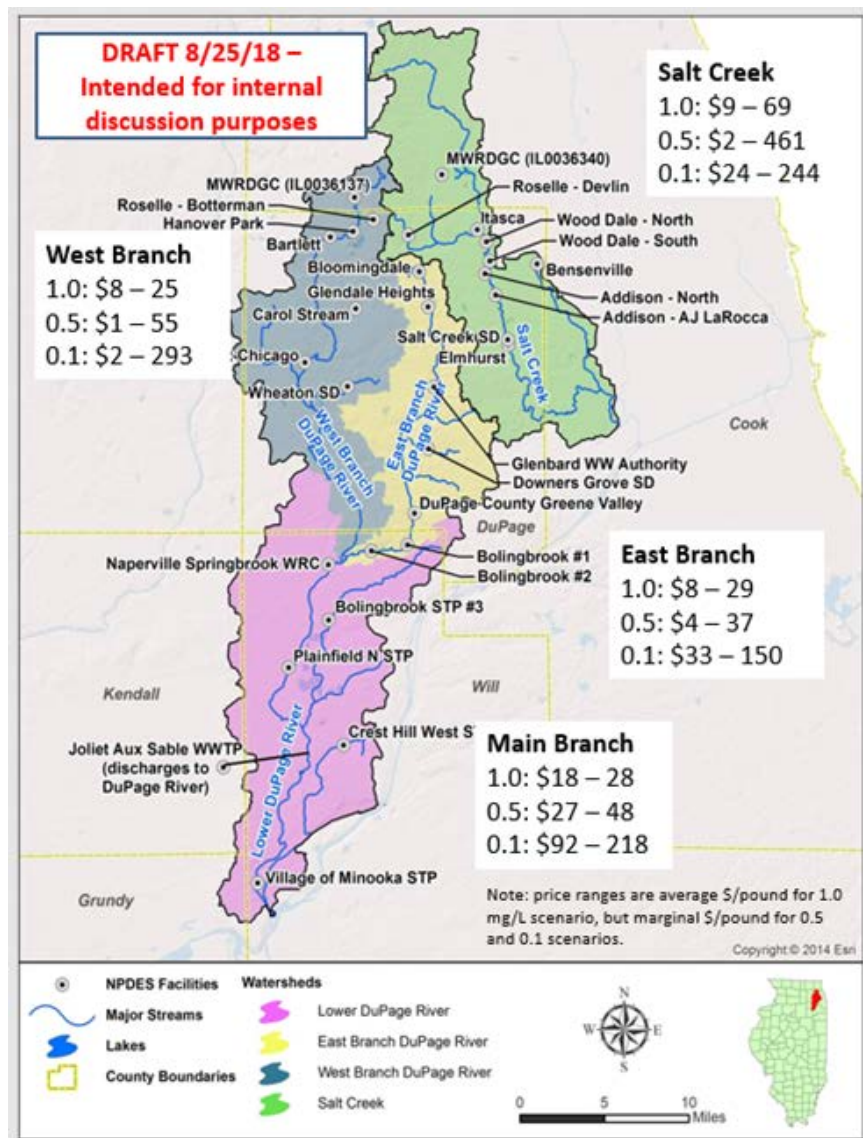 DRAFT 8/25/18 –
Intended for internal
discussion purposes
Salt Creek
1.0: $9 – 69
0.5: $2 – 461
0.1: $24 – 244
MWRDGC (IL0036340)
MWRDGC (IL0036137)
Roselle - Devlin
Roselle - Botterman
Itasca
Hanover Park
Wood Dale - North
Bartlett
Wood Dale - South
West Branch
1.0: $8 – 25
0.5: $1 – 55
0.1: $2 – 293
Bloomingdale
Bensenville
Glendale Heights
Addison - North
Carol Stream
Addison - AJ LaRocca
Salt Creek SD
Elmhurst
Salt Creek
Chicago
Wheaton SD
West Branch
DuPage River
East Branch
DuPage River
Cook
Glenbard WW Authority
Downers Grove SD
DuPage County Greene Valley
DuPage
Naperville Springbrook WRC
Bolingbrook #1
Bolingbrook #2
East Branch
1.0: $8 – 29
0.5: $4 – 37
0.1: $33 – 150
Bolingbrook STP #3
Plainfield N STP
Kendall
Will
Crest Hill West S
Joliet Aux Sable WWTP
(discharges to
DuPage River)
Lower DuPage River
Main Branch
1.0: $18 – 28
0.5: $27 – 48
0.1: $92 – 218
Village of Minooka STP
Grundy
Note: price ranges are average $/pound for 1.0
mg/L scenario, but marginal $/pound for 0.5
and 0.1 scenarios.
Copyright:© 2014 Esri
NPDES Facilities
Major Streams
Lakes
County Boundaries
Watersheds
Lower DuPage River
East Branch DuPage River
West Branch DuPage River
Salt Creek
N
W
E
S
0
5
10
Miles